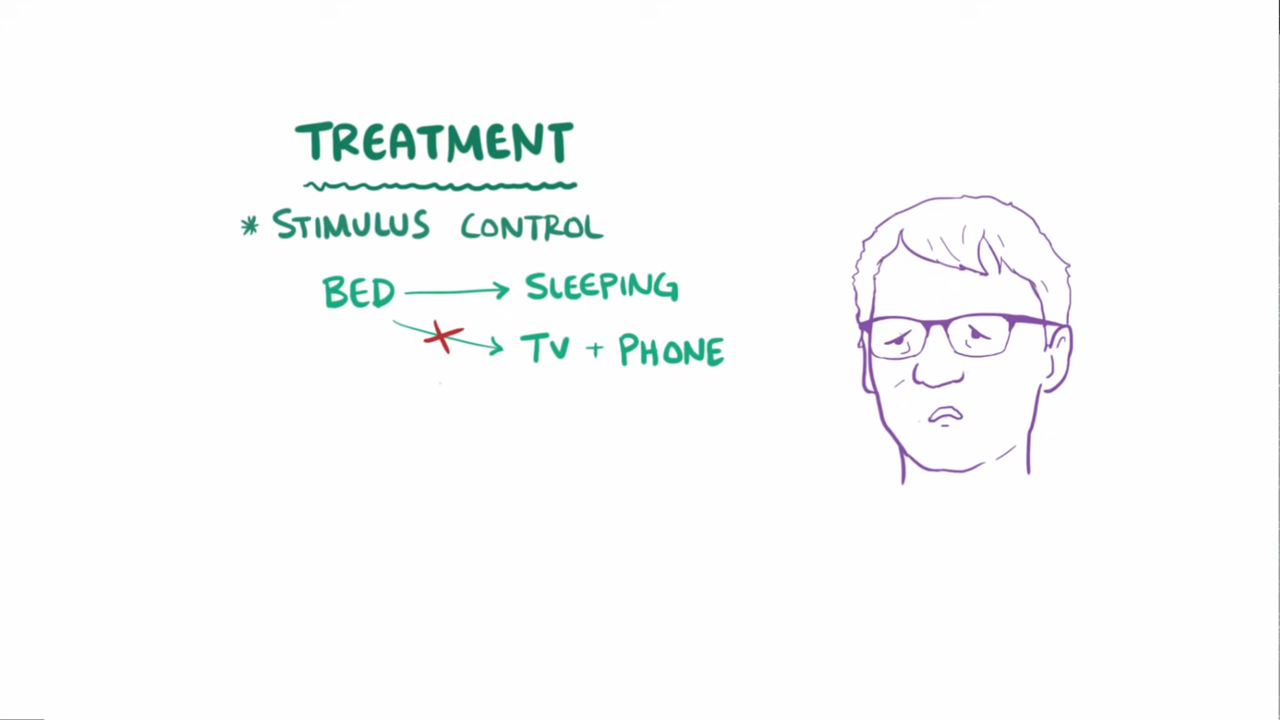 TREATMENT
* STIMULUS CONTROL
BED → SLEEPING
TV + PHONE